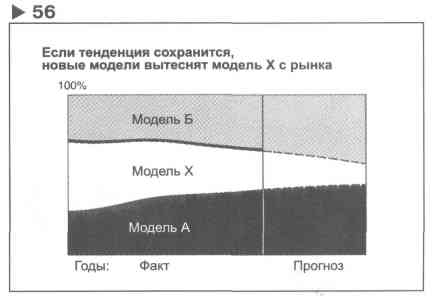 ▶ 56
Если тенденция сохранится,
новые модели вытеснят модель X с рынка
100%
Модель Б
Модель X
Модель А
Годы: Факт Прогноз